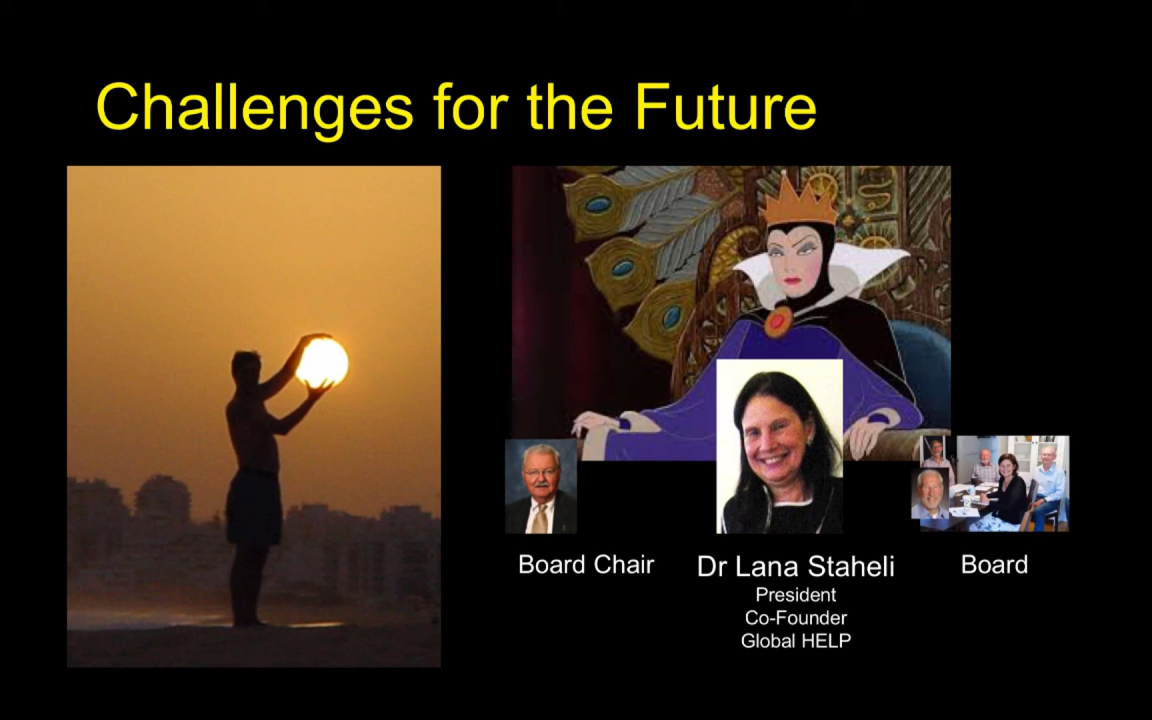 Challenges for the Future
Board Chair
Dr Lana Staheli
President
Co-Founder
Global HELP
Board